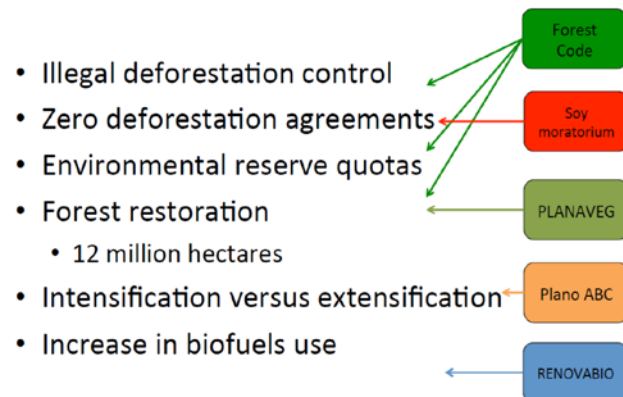 Forest
Code
• Illegal deforestation control
• Zero deforestation agreements
Soy
moratorium
• Environmental reserve quotas
• Forest restoration
PLANAVEG
• 12 million hectares
• Intensification versus extensification
Plano ABC
• Increase in biofuels use
RENOVABIO